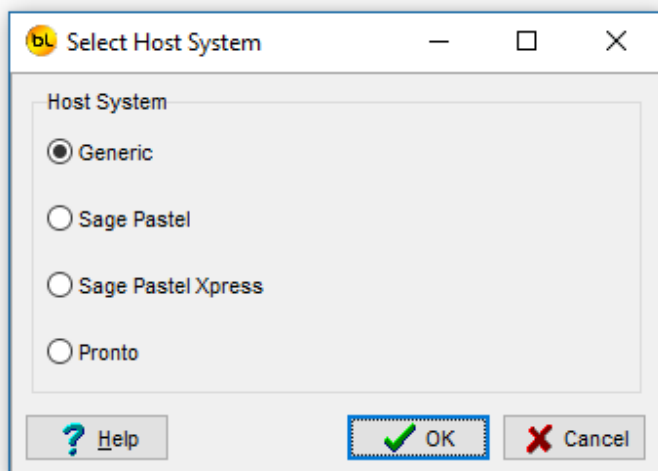 bL Select Host System
Host System
Generic
Sage Pastel
Sage Pastel Xpress
Pronto
? Help OK Cancel